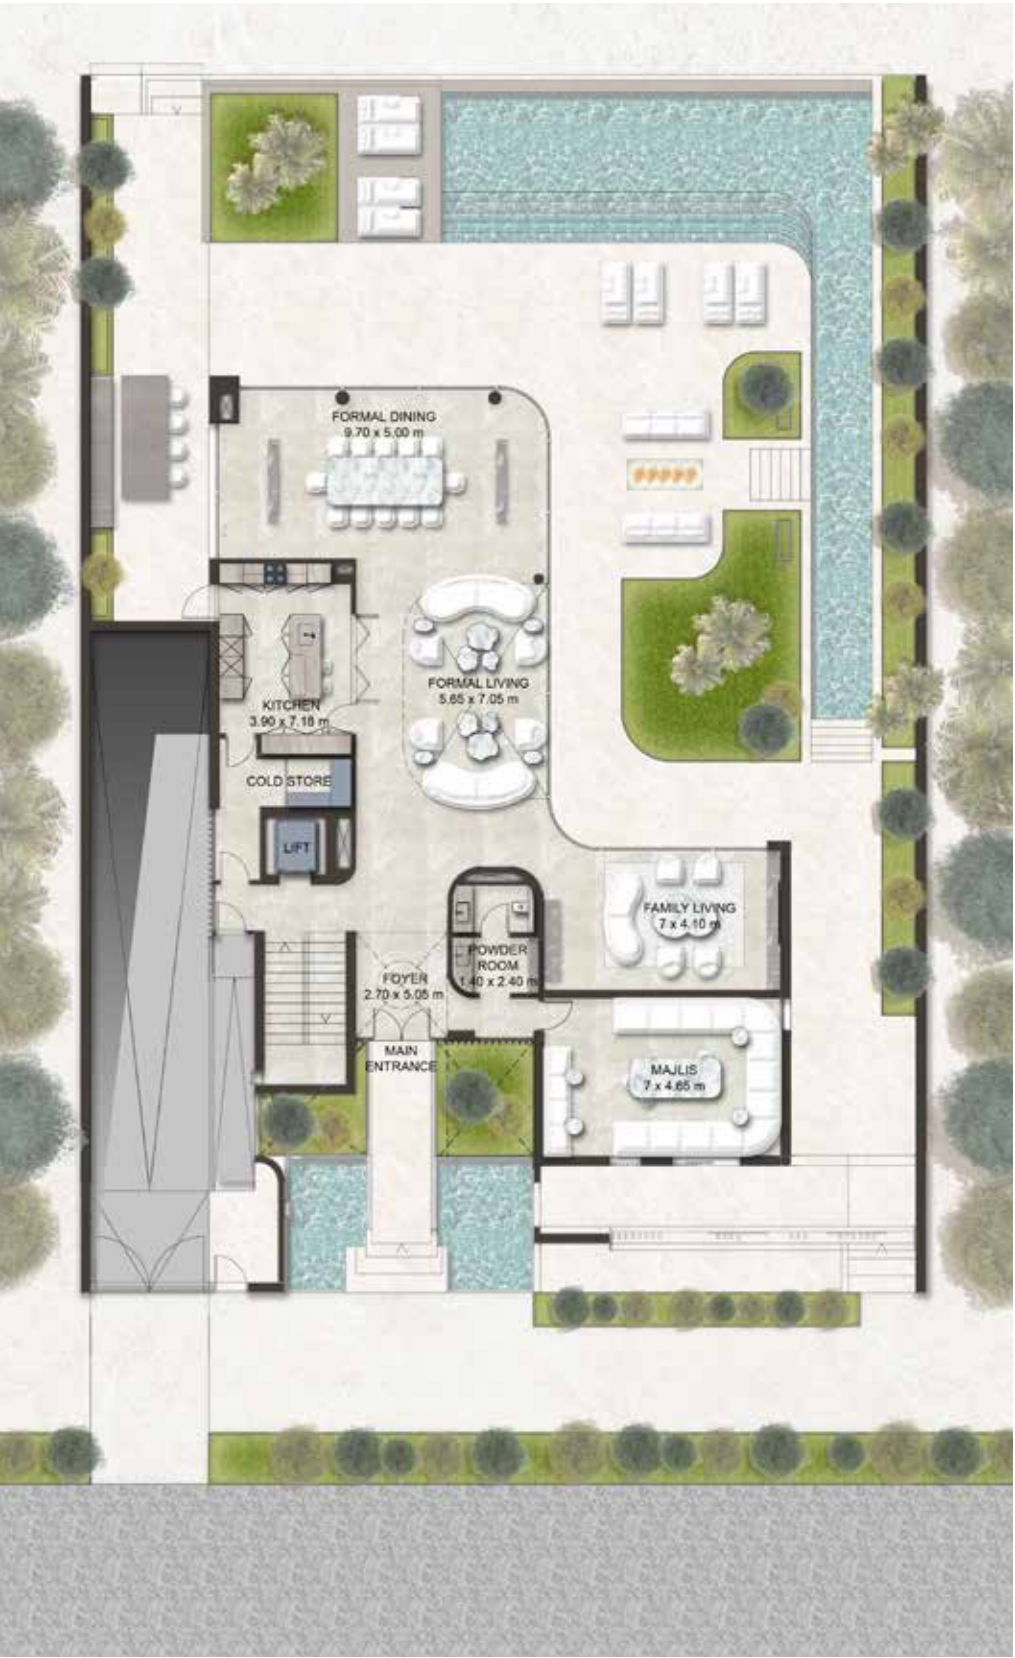 FORMAL DINING
9.70 x 5.00 m
FORMAL LIVING
5.65 x 7.05 m
KITCHEN
3.90 x 7.18 m
COLD STORE
LIFT
FAMILY LIVING
7 x 4.10 m
POWDER
ROOM
1.40 x 2.40 m
FOYER
2.70 x 5.05 m
MAIN
ENTRANCE
MAJLIS
7 x 4.65 m